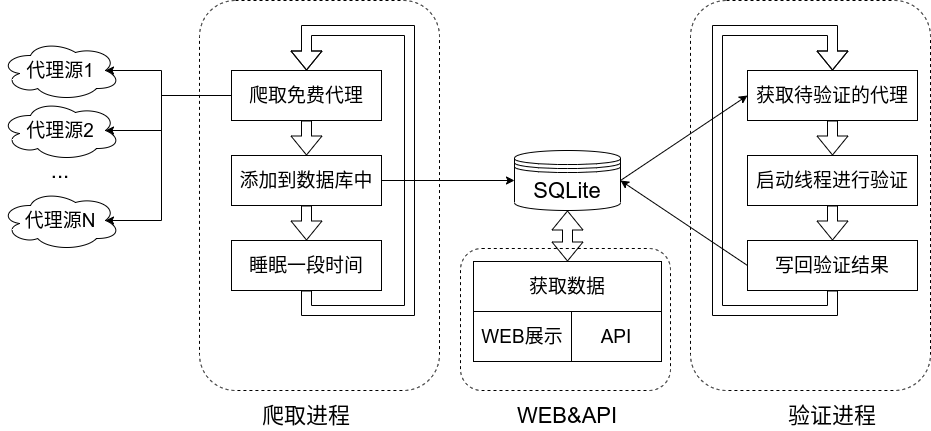 代理源1
代理源2
...
代理源N
爬取免费代理
添加到数据库中
睡眠一段时间
爬取进程
SQLite
获取数据
WEB展示
API
WEB&API
获取待验证的代理
启动线程进行验证
写回验证结果
验证进程